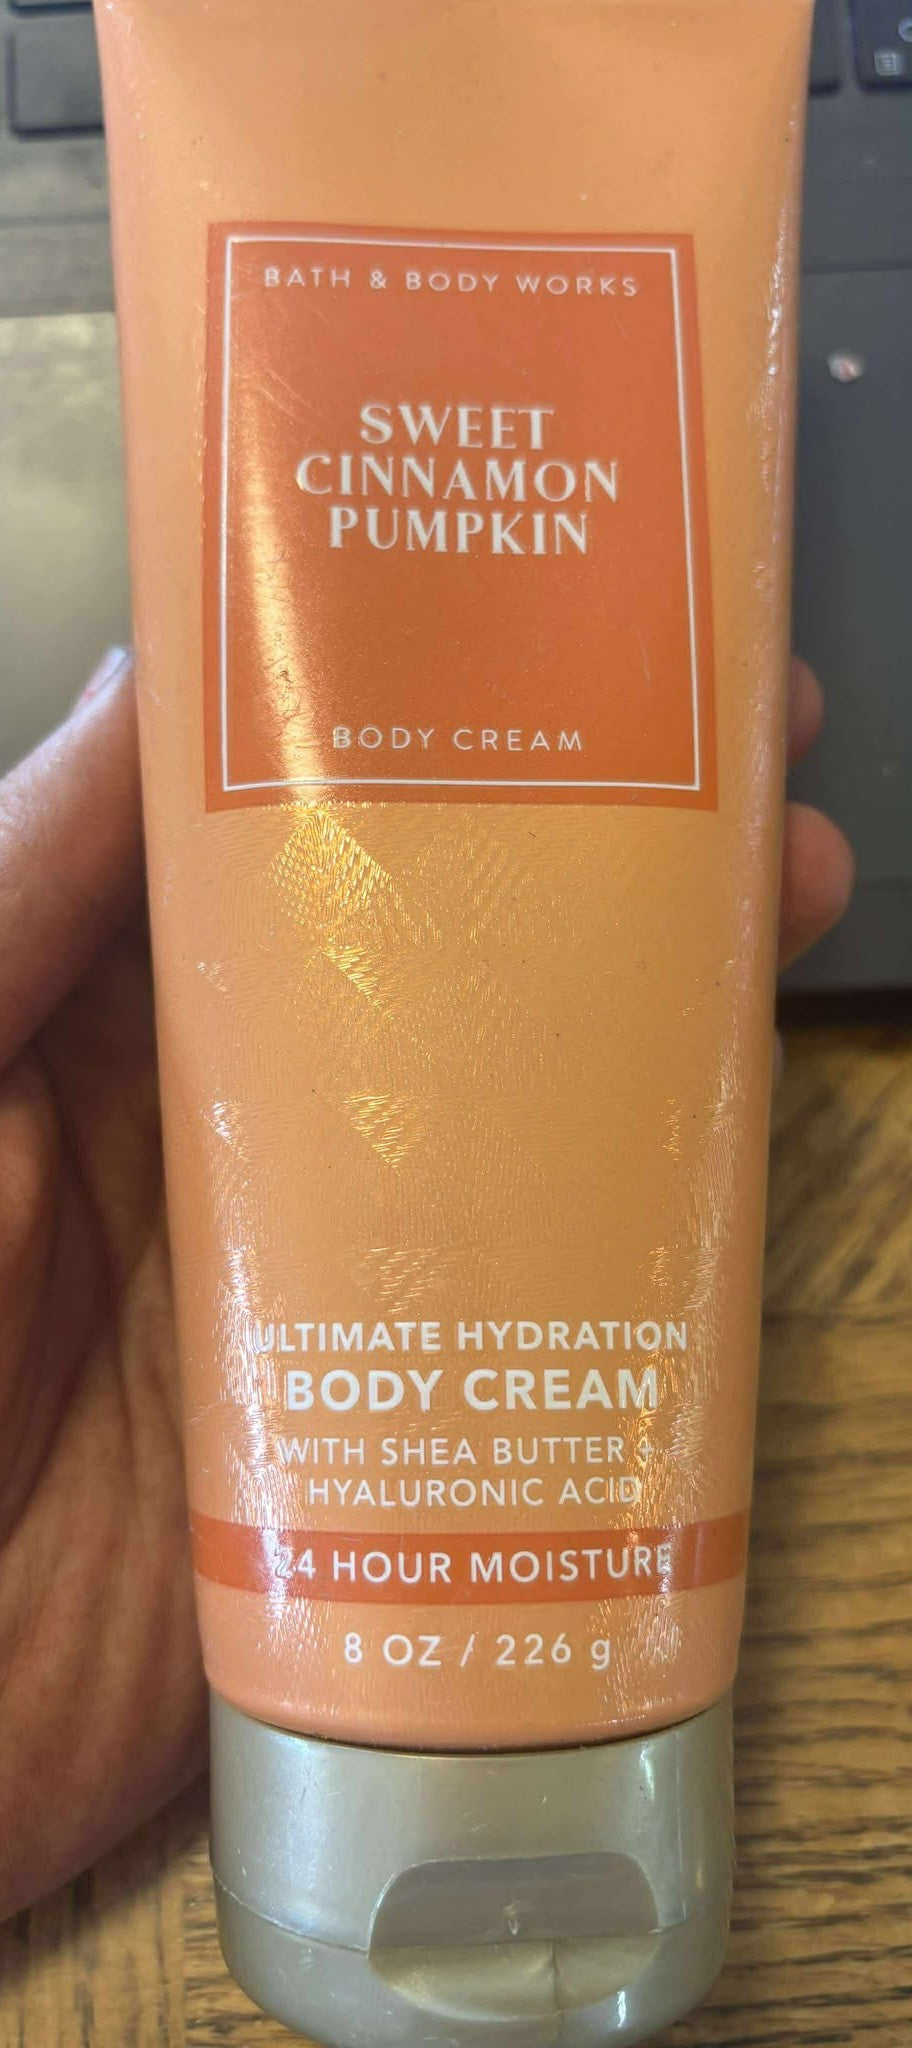 BATH & BODY WORKS
SWEET
CINNAMON
PUMPKIN
BODY CREAM
ULTIMATE HYDRATION
BODY CREAM
WITH SHEA BUTTER +
HYALURONIC ACID
24 HOUR MOISTURE
8 OZ / 226 g